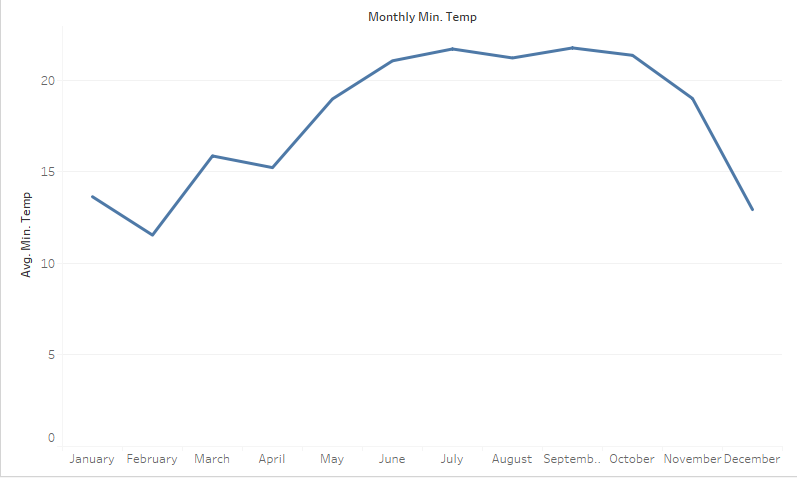 Monthly Min. Temp
Avg. Min. Temp
20
15
10
5
0
January February March April May June July August Septemb.. October November December